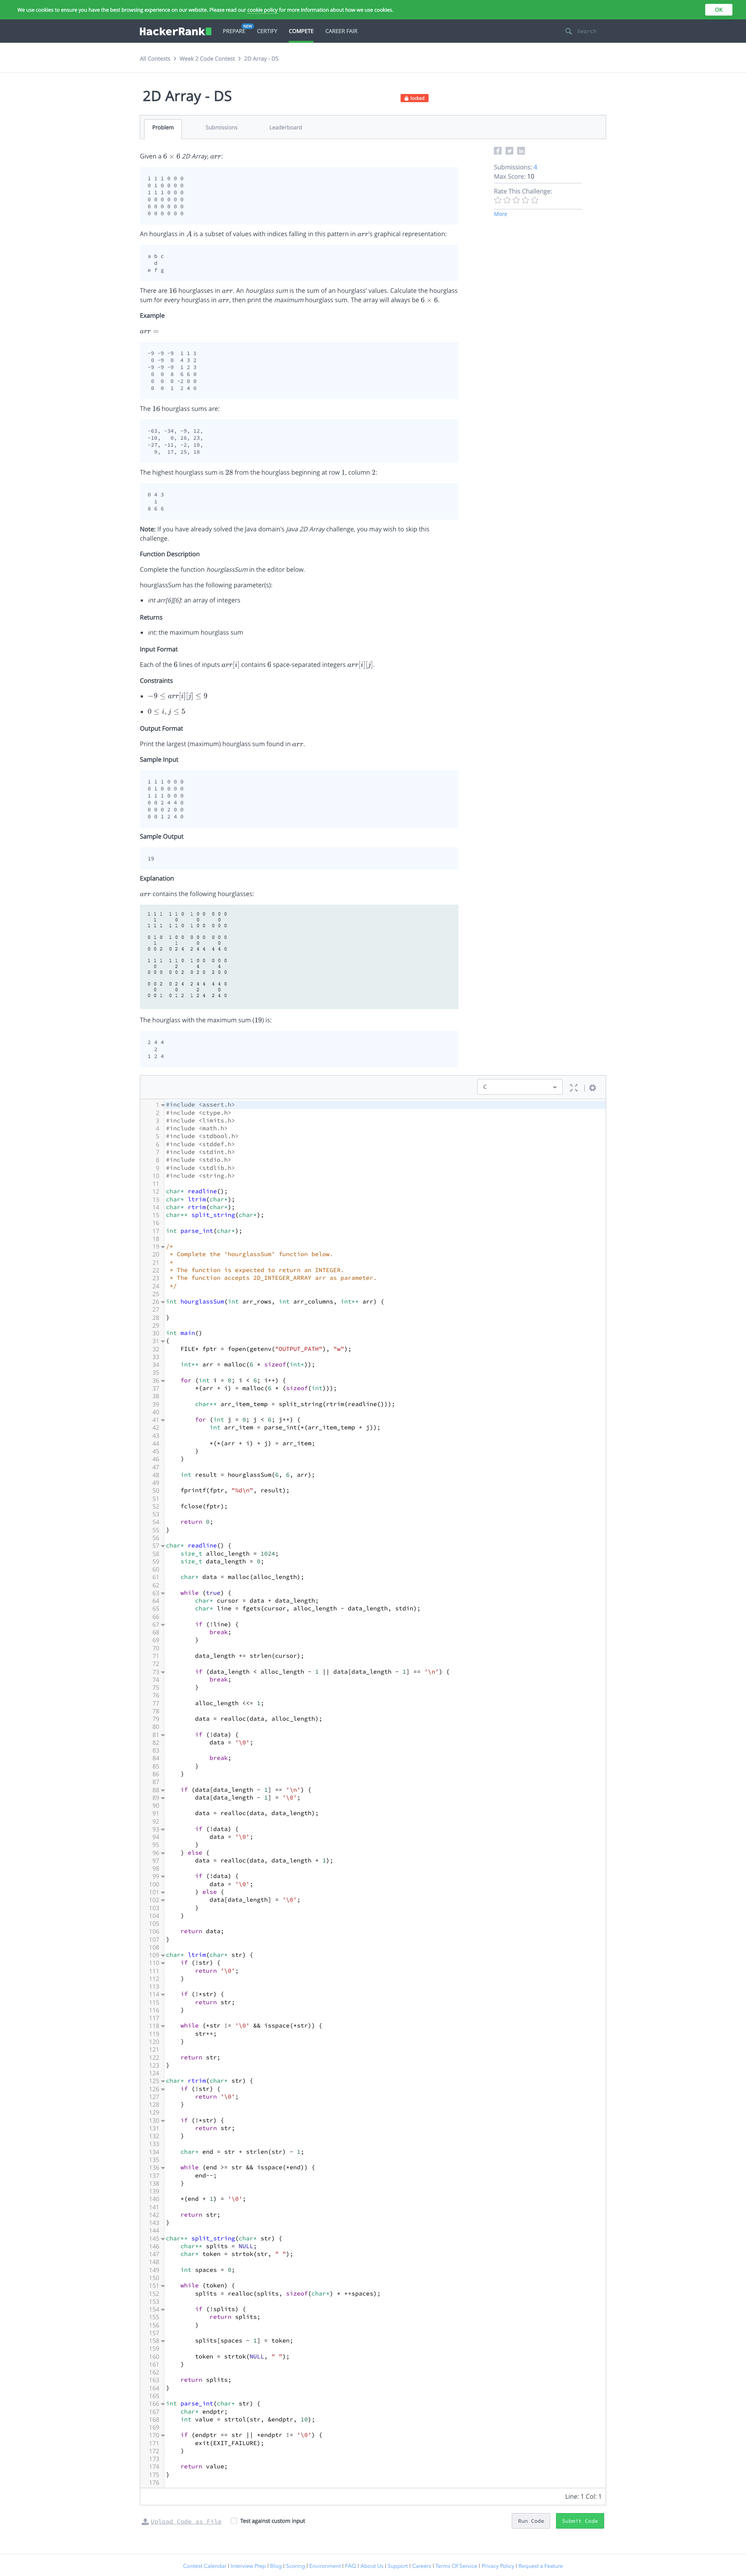 We use cookies to ensure you have the best browsing experience on our website. Please read our cookie policy for more information about how we use cookies.
OK
HackerRank
PREPARE
NEW
CERTIFY
COMPETE
CAREER FAIR
Search
All Contests > Week 2 Code Contest > 2D Array - DS
2D Array - DS
locked
Problem
Submissions
Leaderboard
Given a 6 × 6 2D Array, arr:
1 1 1 0 0 0
0 1 0 0 0 0
1 1 1 0 0 0
0 0 0 0 0 0
0 0 0 0 0 0
0 0 0 0 0 0
An hourglass in A is a subset of values with indices falling in this pattern in arr's graphical representation:
a b c
  d
e f g
There are 16 hourglasses in arr. An hourglass sum is the sum of an hourglass' values. Calculate the hourglass
sum for every hourglass in arr, then print the maximum hourglass sum. The array will always be 6 × 6.
Example
arr =
-9 -9 -9  1 1 1
 0 -9  0  4 3 2
-9 -9 -9  1 2 3
 0  0  8  6 6 0
 0  0  0 -2 0 0
 0  0  1  2 4 0
The 16 hourglass sums are:
-63, -34, -9, 12,
-10,   0, 28, 23,
-27, -11, -2, 10,
  9,  17, 25, 18
The highest hourglass sum is 28 from the hourglass beginning at row 1, column 2:
0 4 3
  1
8 6 6
Note: If you have already solved the Java domain's Java 2D Array challenge, you may wish to skip this
challenge.
Function Description
Complete the function hourglassSum in the editor below.
hourglassSum has the following parameter(s):
• int arr[6][6]: an array of integers
Returns
• int: the maximum hourglass sum
Input Format
Each of the 6 lines of inputs arr[i] contains 6 space-separated integers arr[i][j].
Constraints
• −9 ≤ arr[i][j] ≤ 9
• 0 ≤ i, j ≤ 5
Output Format
Print the largest (maximum) hourglass sum found in arr.
Sample Input
1 1 1 0 0 0
0 1 0 0 0 0
1 1 1 0 0 0
0 0 2 4 4 0
0 0 0 2 0 0
0 0 1 2 4 0
Sample Output
19
Explanation
arr contains the following hourglasses:
1 1 1  1 1 0  1 0 0  0 0 0
  1      0      0      0
1 1 1  1 1 0  1 0 0  0 0 0
0 1 0  1 0 0  0 0 0  0 0 0
  1      1      0      0
0 0 2  0 2 4  2 4 4  4 4 0
1 1 1  1 1 0  1 0 0  0 0 0
  0      2      4      4
0 0 0  0 0 2  0 2 0  2 0 0
0 0 2  0 2 4  2 4 4  4 4 0
  0      0      2      0
0 0 1  0 1 2  1 2 4  2 4 0
The hourglass with the maximum sum (19) is:
2 4 4
  2
1 2 4
Submissions: 4
Max Score: 10
Rate This Challenge:
More
C
1 #include <assert.h>
2 #include <ctype.h>
3 #include <limits.h>
4 #include <math.h>
5 #include <stdbool.h>
6 #include <stddef.h>
7 #include <stdint.h>
8 #include <stdio.h>
9 #include <stdlib.h>
10 #include <string.h>
11
12 char* readline();
13 char* ltrim(char*);
14 char* rtrim(char*);
15 char** split_string(char*);
16
17 int parse_int(char*);
18
19 /*
20  * Complete the 'hourglassSum' function below.
21  *
22  * The function is expected to return an INTEGER.
23  * The function accepts 2D_INTEGER_ARRAY arr as parameter.
24  */
25
26 int hourglassSum(int arr_rows, int arr_columns, int** arr) {
27
28 }
29
30 int main()
31 {
32     FILE* fptr = fopen(getenv("OUTPUT_PATH"), "w");
33
34     int** arr = malloc(6 * sizeof(int*));
35
36     for (int i = 0; i < 6; i++) {
37         *(arr + i) = malloc(6 * (sizeof(int)));
38
39         char** arr_item_temp = split_string(rtrim(readline()));
40
41         for (int j = 0; j < 6; j++) {
42             int arr_item = parse_int(*(arr_item_temp + j));
43
44             *(*(arr + i) + j) = arr_item;
45         }
46     }
47
48     int result = hourglassSum(6, 6, arr);
49
50     fprintf(fptr, "%d\n", result);
51
52     fclose(fptr);
53
54     return 0;
55 }
56
57 char* readline() {
58     size_t alloc_length = 1024;
59     size_t data_length = 0;
60
61     char* data = malloc(alloc_length);
62
63     while (true) {
64         char* cursor = data + data_length;
65         char* line = fgets(cursor, alloc_length - data_length, stdin);
66
67         if (!line) {
68             break;
69         }
70
71         data_length += strlen(cursor);
72
73         if (data_length < alloc_length - 1 || data[data_length - 1] == '\n') {
74             break;
75         }
76
77         alloc_length <<= 1;
78
79         data = realloc(data, alloc_length);
80
81         if (!data) {
82             data = '\0';
83
84             break;
85         }
86     }
87
88     if (data[data_length - 1] == '\n') {
89         data[data_length - 1] = '\0';
90
91         data = realloc(data, data_length);
92
93         if (!data) {
94             data = '\0';
95         }
96     } else {
97         data = realloc(data, data_length + 1);
98
99         if (!data) {
100             data = '\0';
101         } else {
102             data[data_length] = '\0';
103         }
104     }
105
106     return data;
107 }
108
109 char* ltrim(char* str) {
110     if (!str) {
111         return '\0';
112     }
113
114     if (!*str) {
115         return str;
116     }
117
118     while (*str != '\0' && isspace(*str)) {
119         str++;
120     }
121
122     return str;
123 }
124
125 char* rtrim(char* str) {
126     if (!str) {
127         return '\0';
128     }
129
130     if (!*str) {
131         return str;
132     }
133
134     char* end = str + strlen(str) - 1;
135
136     while (end >= str && isspace(*end)) {
137         end--;
138     }
139
140     *(end + 1) = '\0';
141
142     return str;
143 }
144
145 char** split_string(char* str) {
146     char** splits = NULL;
147     char* token = strtok(str, " ");
148
149     int spaces = 0;
150
151     while (token) {
152         splits = realloc(splits, sizeof(char*) * ++spaces);
153
154         if (!splits) {
155             return splits;
156         }
157
158         splits[spaces - 1] = token;
159
160         token = strtok(NULL, " ");
161     }
162
163     return splits;
164 }
165
166 int parse_int(char* str) {
167     char* endptr;
168     int value = strtol(str, &endptr, 10);
169
170     if (endptr == str || *endptr != '\0') {
171         exit(EXIT_FAILURE);
172     }
173
174     return value;
175 }
176
Line: 1 Col: 1
Upload Code as File
Test against custom input
Run Code
Submit Code
Contest Calendar | Interview Prep | Blog | Scoring | Environment | FAQ | About Us | Support | Careers | Terms Of Service | Privacy Policy | Request a Feature